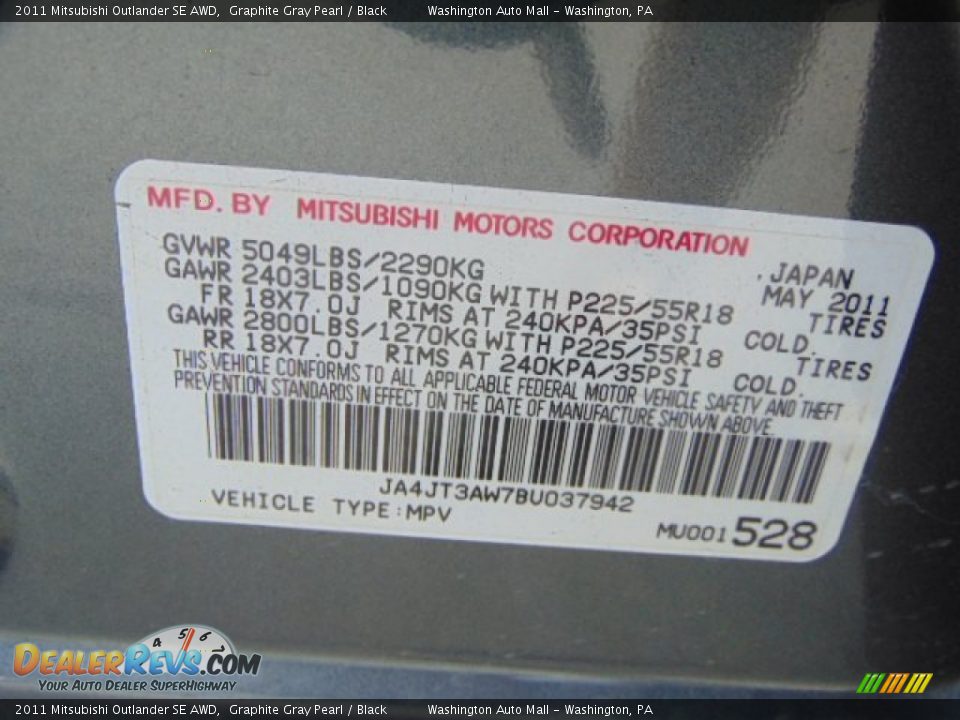 2011 Mitsubishi Outlander SE AWD, Graphite Gray Pearl / Black Washington Auto Mall - Washington, PA
MFD. BY MITSUBISHI MOTORS CORPORATION
GVWR 5049LBS/2290KG . JAPAN
GAWR 2403LBS/1090KG WITH P225/55R18 MAY 2011
FR 18X7.0J RIMS AT 240KPA/35PSI TIRES
COLD.
GAWR 2800LBS/1270KG WITH P225/55R18 TIRES
RR 18X7.0J RIMS AT 240KPA/35PSI COLD.
THIS VEHICLE CONFORMS TO ALL APPLICABLE FEDERAL MOTOR VEHICLE SAFETY AND THEFT
PREVENTION STANDARDS IN EFFECT ON THE DATE OF MANUFACTURE SHOWN ABOVE.
JA4JT3AW7BU037942
VEHICLE TYPE:MPV
MU001 528
4 5 6
DEALERREVS.COM
YOUR AUTO DEALER SUPERHIGHWAY
2011 Mitsubishi Outlander SE AWD, Graphite Gray Pearl / Black Washington Auto Mall - Washington, PA